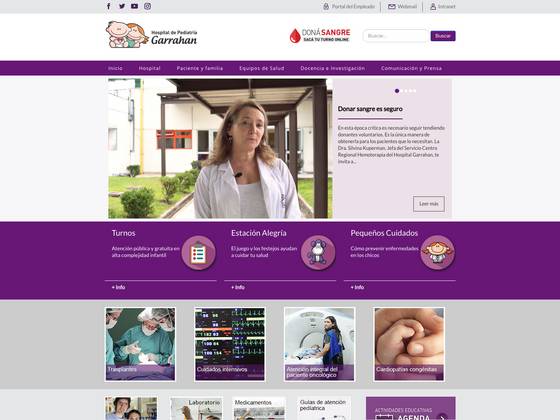 Portal del Empleado
Webmail
Intranet
Hospital de Pediatría
Garrahan
DONÁ SANGRE
SACÁ TU TURNO ONLINE
Buscar...
Buscar
Inicio
Hospital
Paciente y familia
Equipos de Salud
Docencia e Investigación
Comunicación y Prensa
Donar sangre es seguro
En esta época crítica es necesario seguir teniendo
donantes voluntarios. Es la única manera de
obtenerla para los pacientes que lo necesitan. La
Dra. Silvina Kuperman, Jefa del Servicio Centro
Regional Hemoterapia del Hospital Garrahan, te
invita a...
Leer más
Turnos
Atención pública y gratuita en
alta complejidad infantil
+ Info
Estación Alegría
El juego y los festejos ayudan
a cuidar tu salud
+ Info
Pequeños Cuidados
Cómo prevenir enfermedades
en los chicos
+ Info
Trasplantes
Cuidados intensivos
Atención integral del
paciente oncológico
Cardiopatías congénitas
Laboratorio
Medicamentos
Guías de atención
pediátrica
ACTIVIDADES EDUCATIVAS
AGENDA